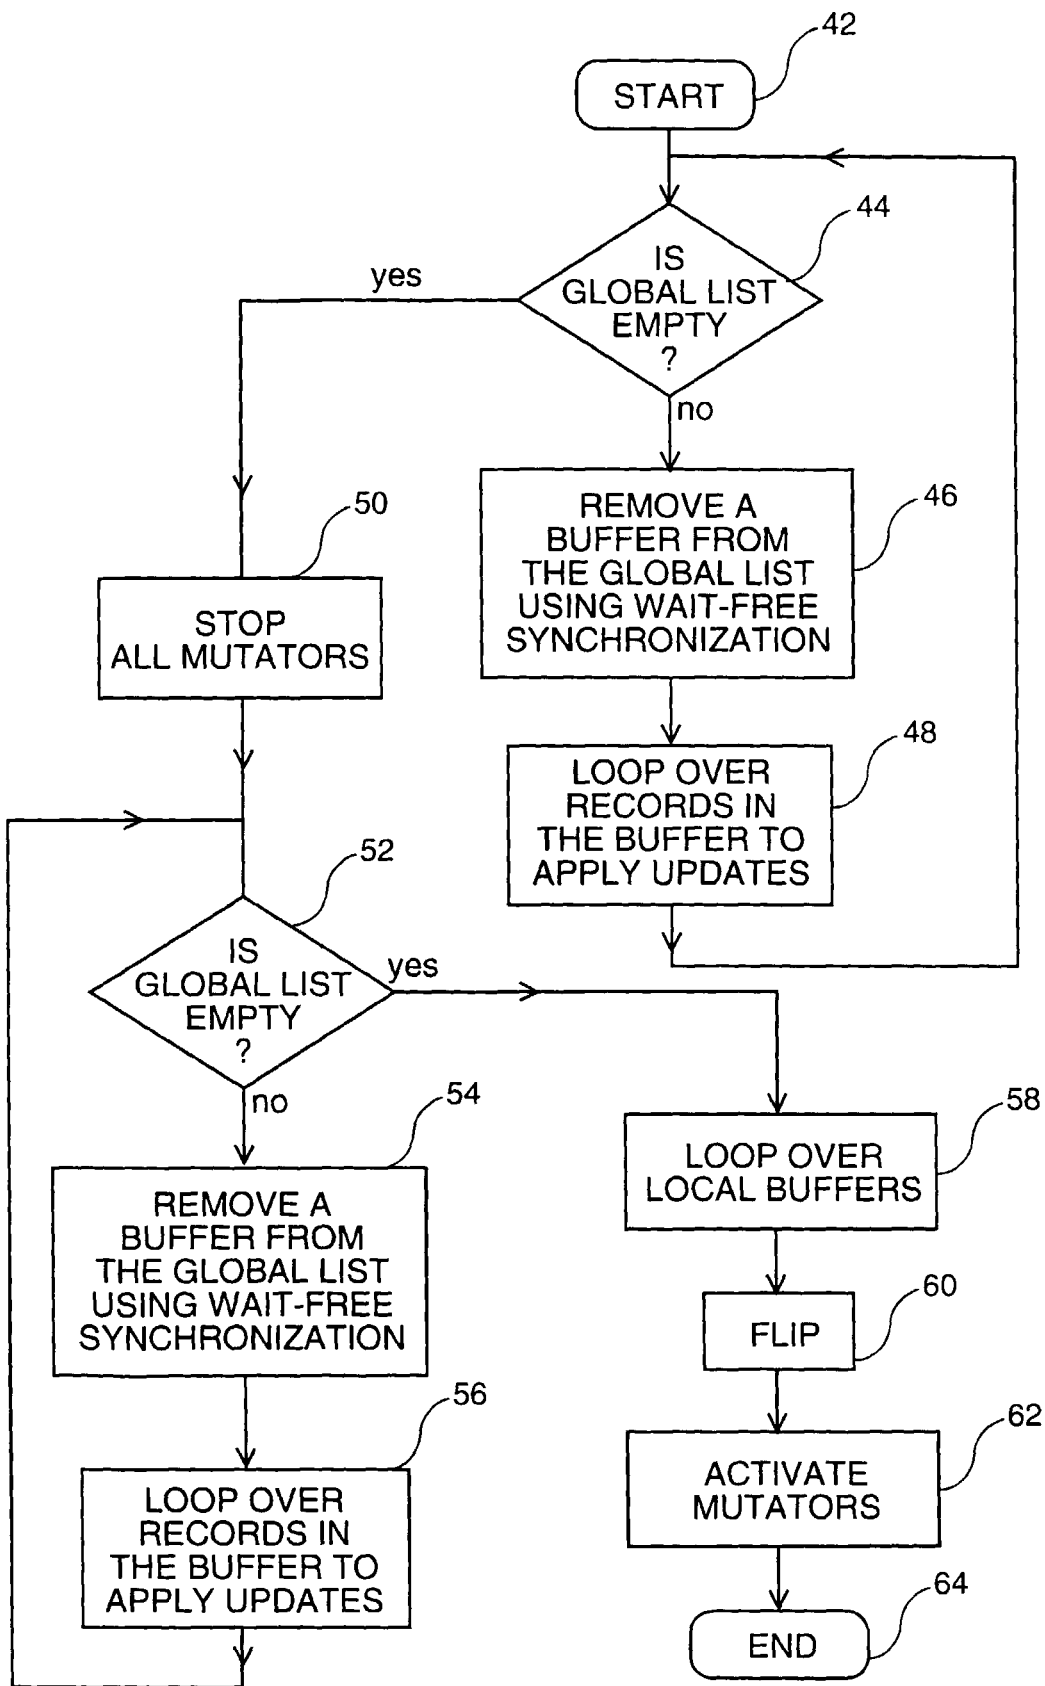 42
START
44
IS
GLOBAL LIST
EMPTY
?
yes
no
46
REMOVE A
BUFFER FROM
THE GLOBAL LIST
USING WAIT-FREE
SYNCHRONIZATION
50
STOP
ALL MUTATORS
48
LOOP OVER
RECORDS IN
THE BUFFER TO
APPLY UPDATES
52
IS
GLOBAL LIST
EMPTY
?
yes
no
54
REMOVE A
BUFFER FROM
THE GLOBAL LIST
USING WAIT-FREE
SYNCHRONIZATION
56
LOOP OVER
RECORDS IN
THE BUFFER TO
APPLY UPDATES
58
LOOP OVER
LOCAL BUFFERS
60
FLIP
62
ACTIVATE
MUTATORS
64
END